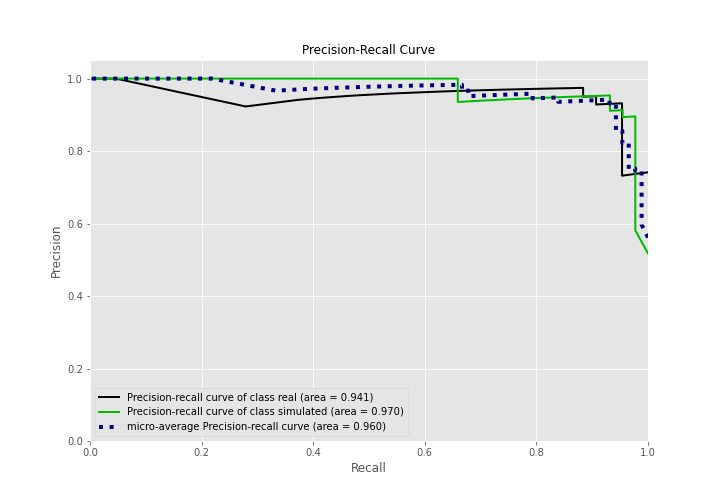 Precision-Recall Curve
1.0
0.8
0.6
0.4
0.2
0.0
Precision
Precision-recall curve of class real (area = 0.941)
Precision-recall curve of class simulated (area = 0.970)
micro-average Precision-recall curve (area = 0.960)
0.0 0.2 0.4 0.6 0.8 1.0
Recall